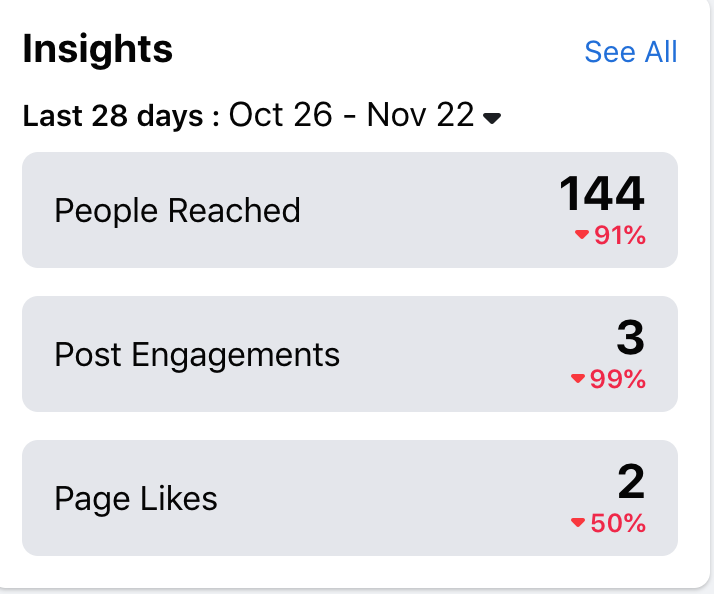 Insights
See All
Last 28 days : Oct 26 - Nov 22
People Reached
144
91%
Post Engagements
3
99%
Page Likes
2
50%